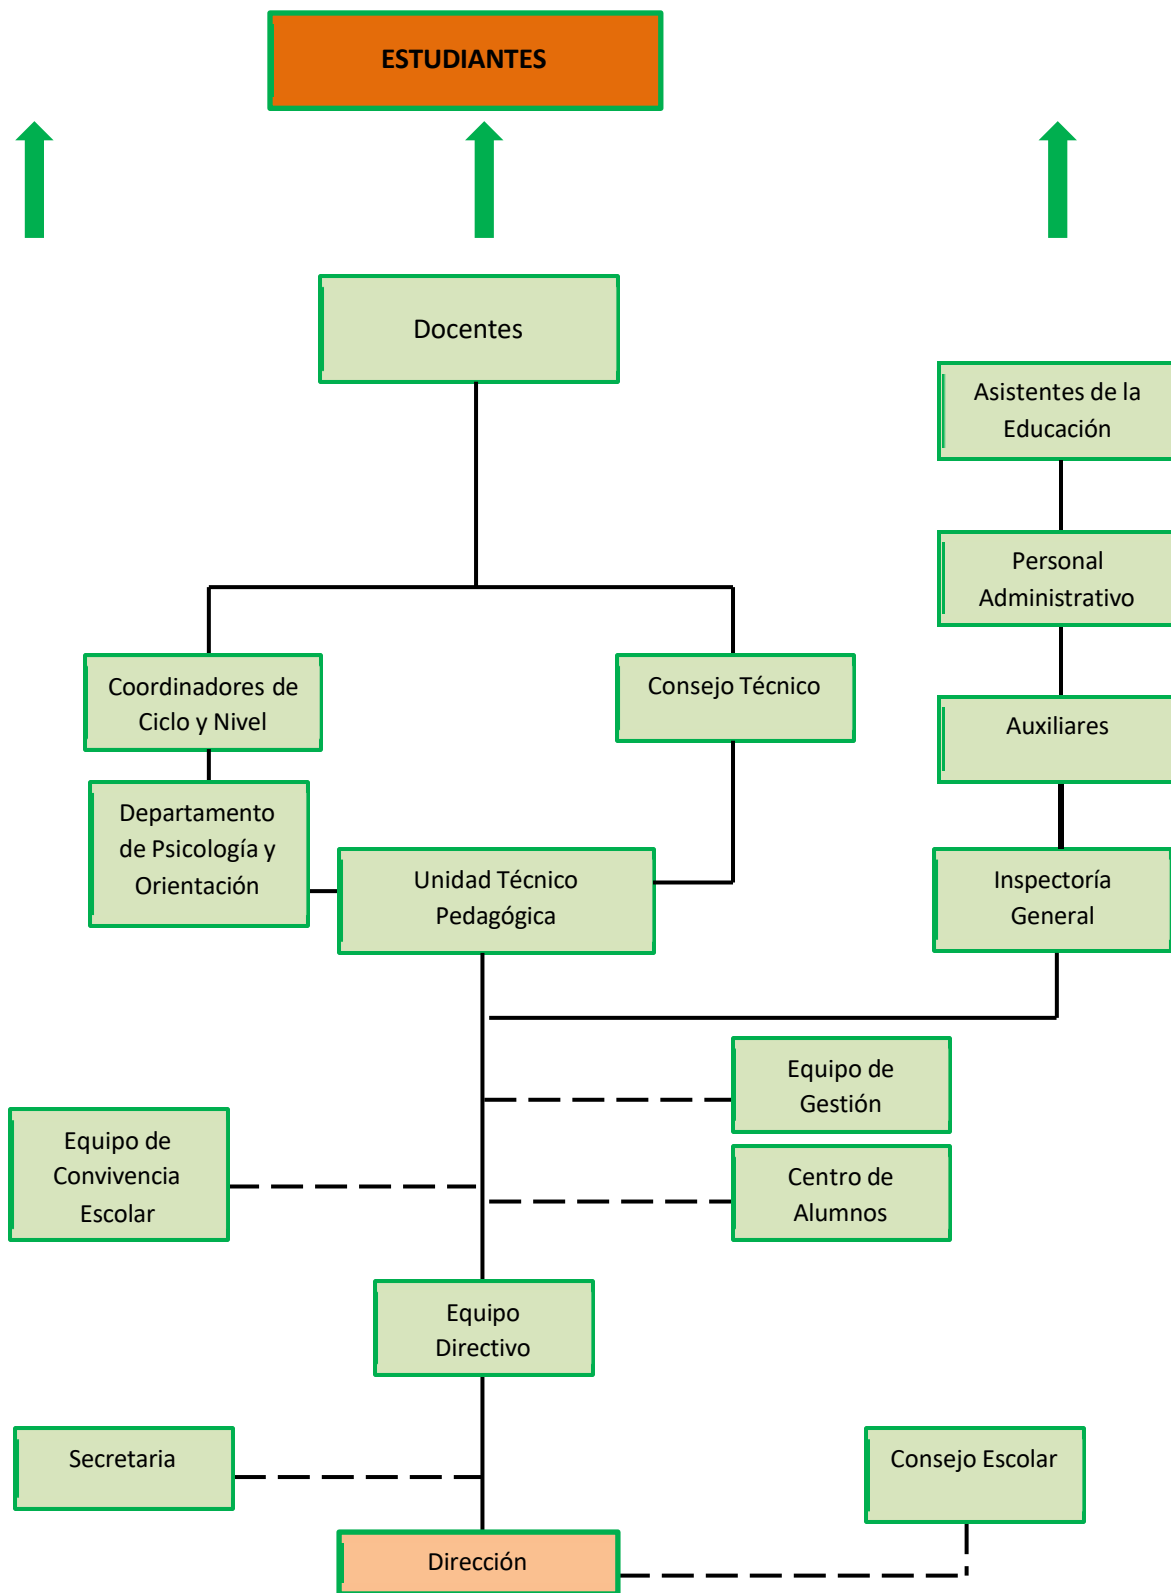 ESTUDIANTES
Docentes
Asistentes de la
Educación
Personal
Administrativo
Coordinadores de
Ciclo y Nivel
Consejo Técnico
Auxiliares
Departamento
de Psicología y
Orientación
Unidad Técnico
Pedagógica
Inspectoría
General
Equipo de
Gestión
Equipo de
Convivencia
Escolar
Centro de
Alumnos
Equipo
Directivo
Secretaria
Consejo Escolar
Dirección